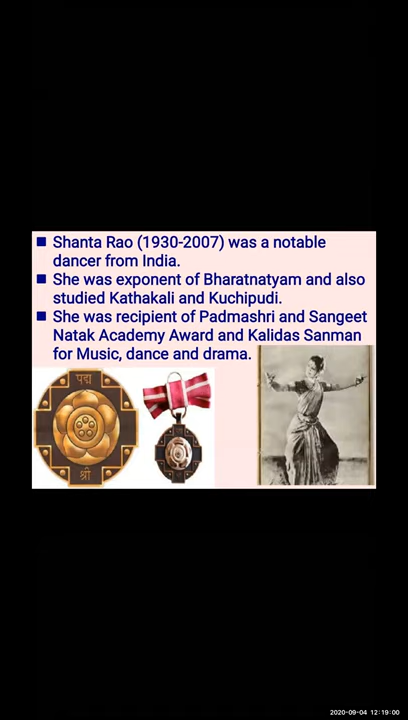 Shanta Rao (1930-2007) was a notable
dancer from India.
She was exponent of Bharatnatyam and also
studied Kathakali and Kuchipudi.
She was recipient of Padmashri and Sangeet
Natak Academy Award and Kalidas Sanman
for Music, dance and drama.
पद्म
श्री
2020-09-04 12:19:00